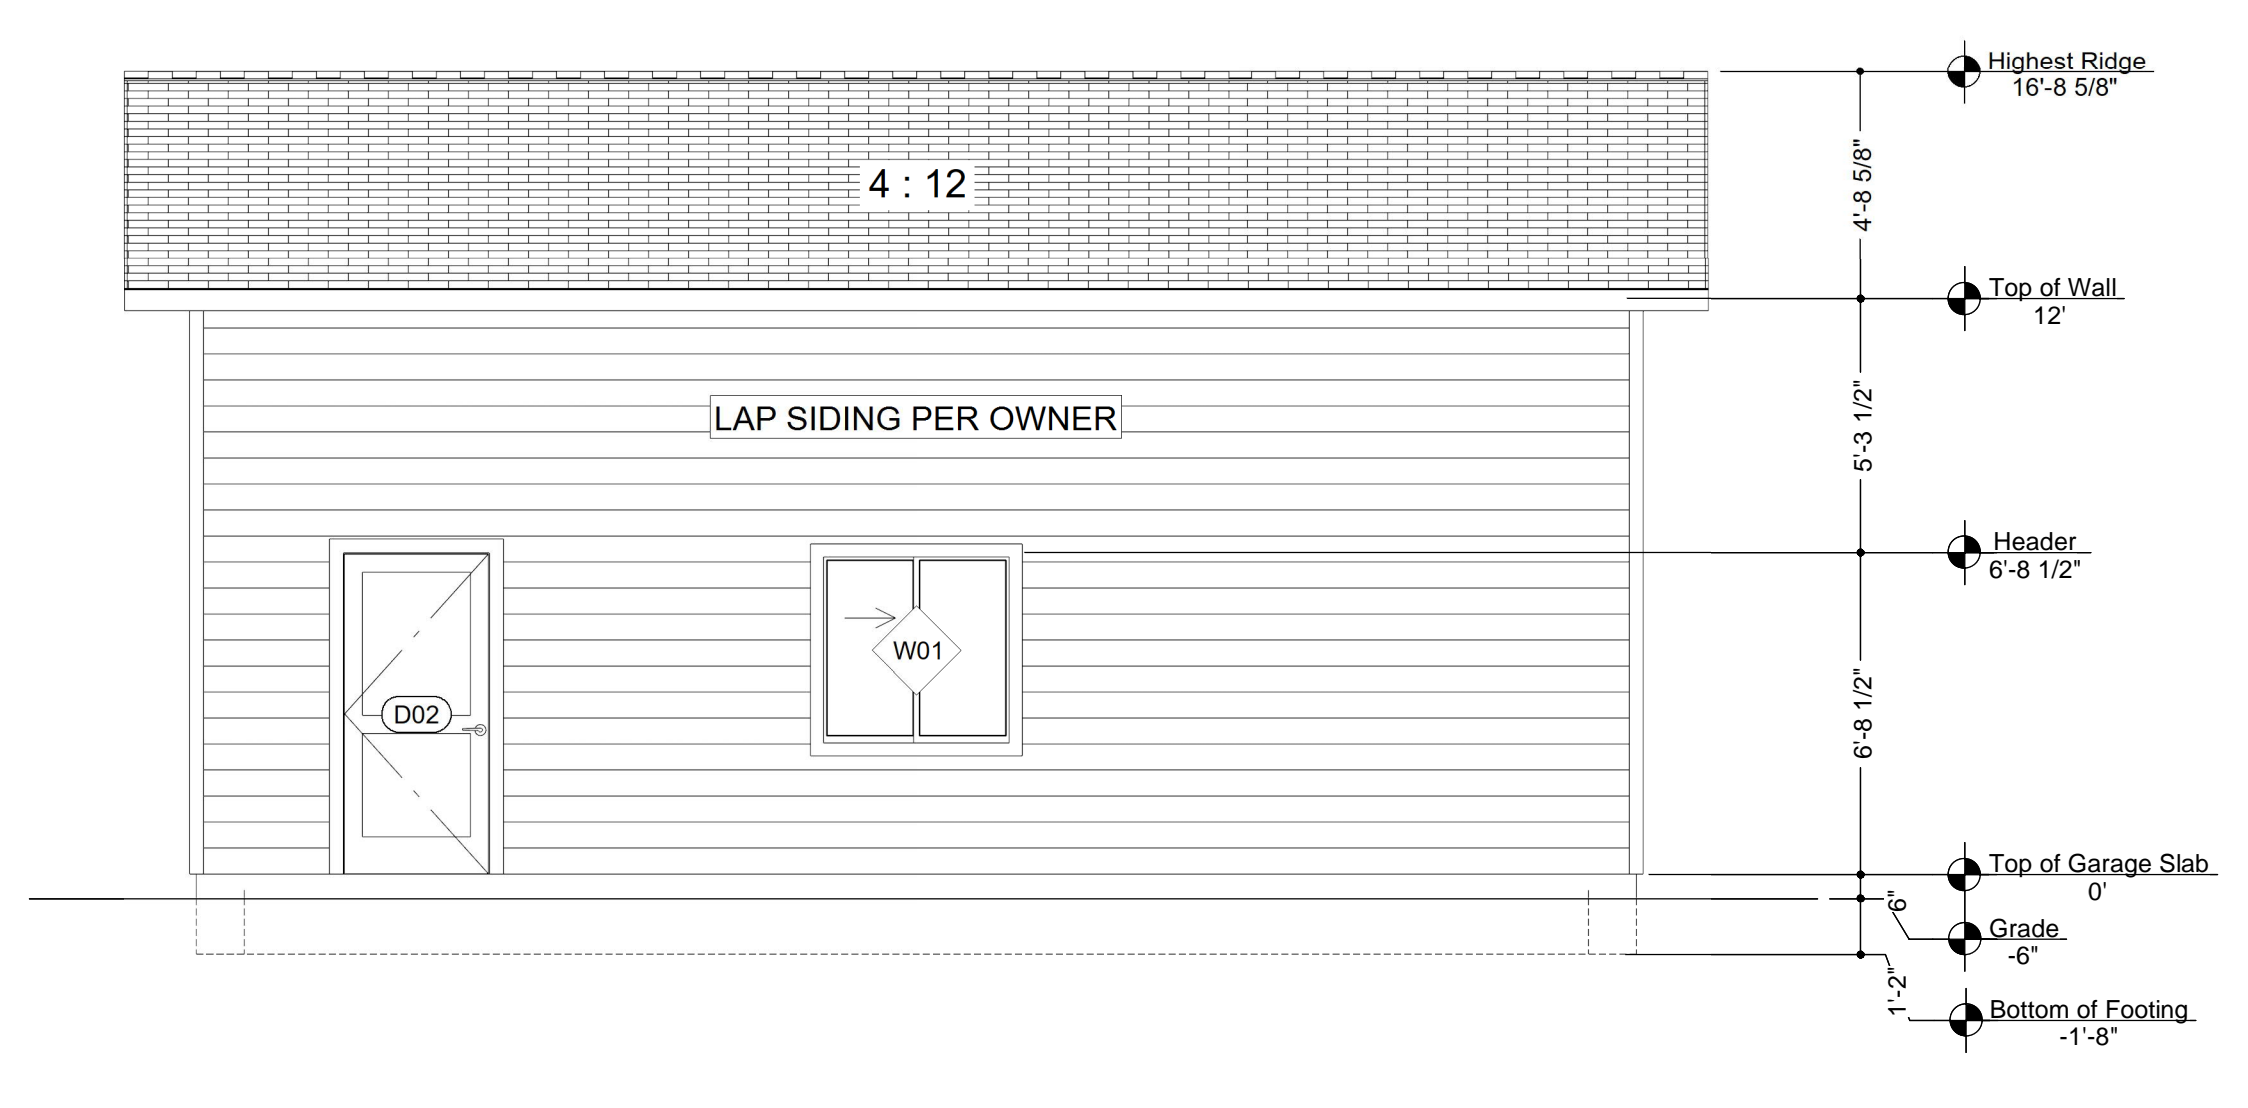 Highest Ridge
16'-8 5/8"
4'-8 5/8"
4 : 12
Top of Wall
12'
5'-3 1/2"
LAP SIDING PER OWNER
Header
6'-8 1/2"
W01
6'-8 1/2"
D02
Top of Garage Slab
0'
6"
Grade
-6"
1'-2"
Bottom of Footing
-1'-8"